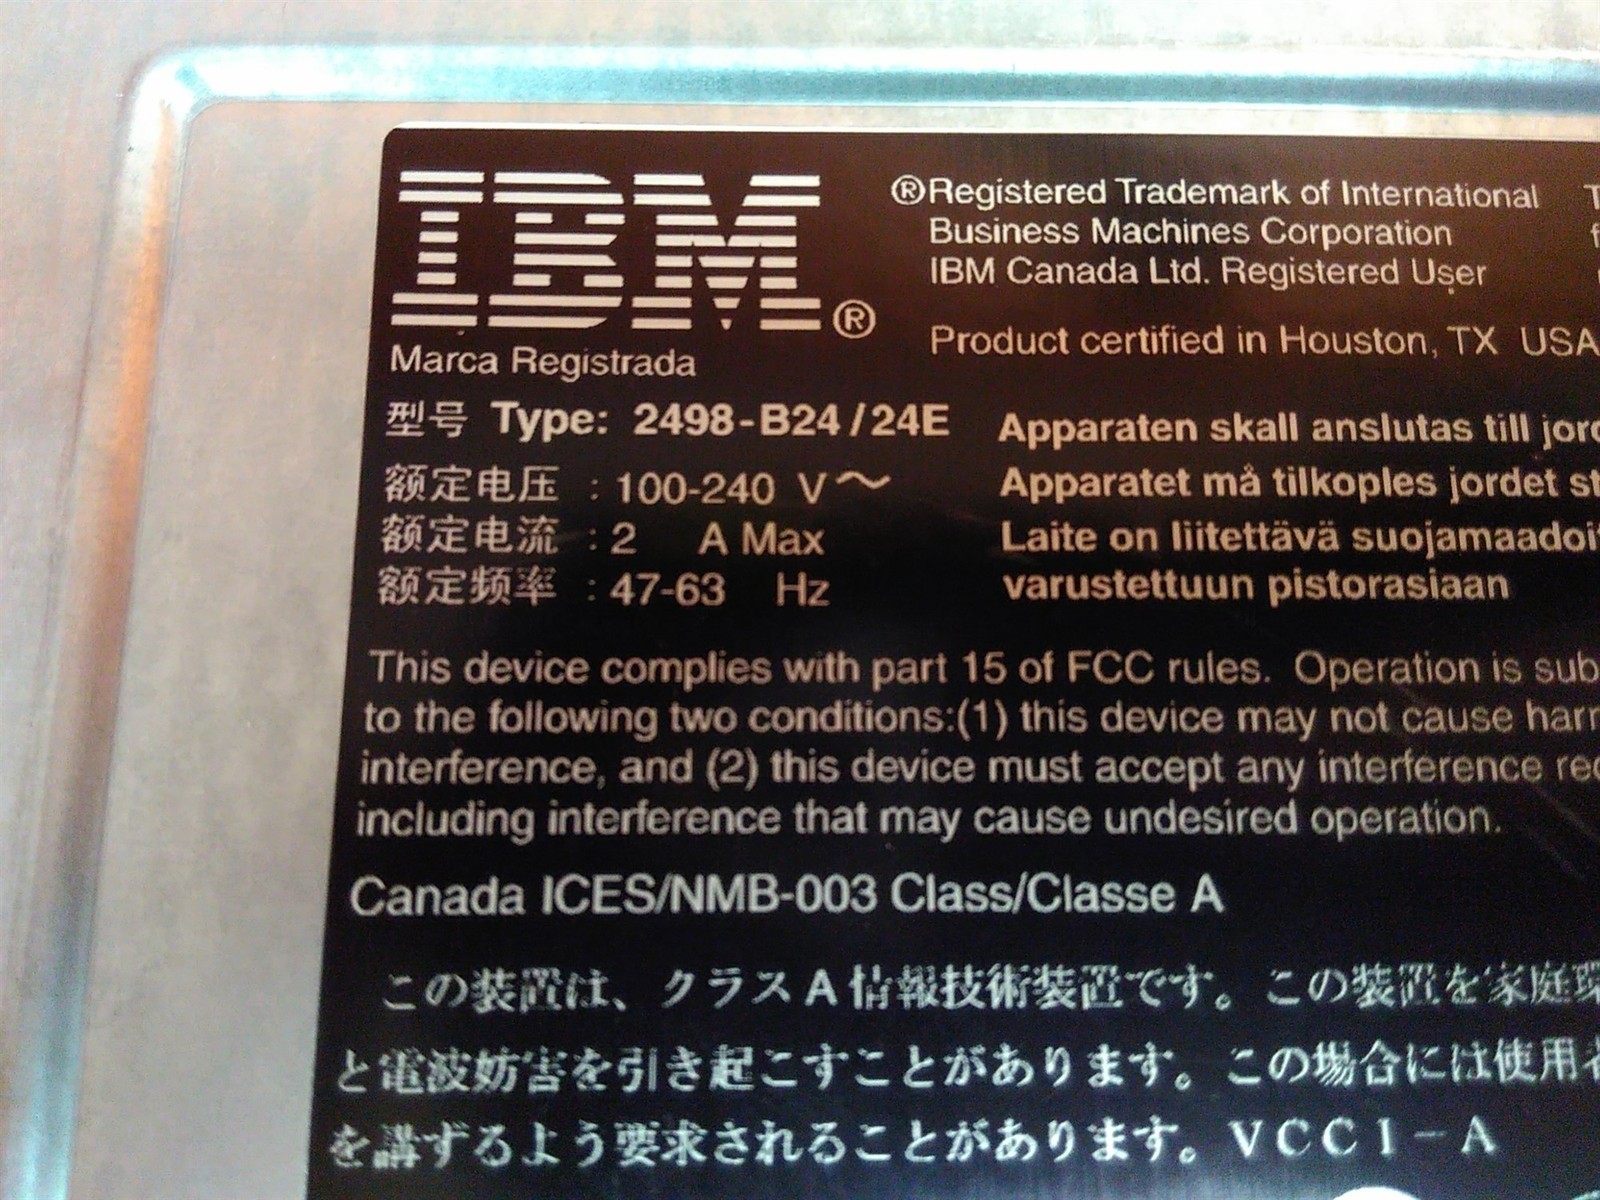 IBM®
Marca Registrada
®Registered Trademark of International
Business Machines Corporation
IBM Canada Ltd. Registered User
Product certified in Houston, TX USA
型号 Type: 2498-B24/24E
额定电压 : 100-240 V～
额定电流 : 2 A Max
额定频率 : 47-63 Hz
Apparaten skall anslutas till
Apparatet må tilkoples jordet
Laite on liitettävä
varustettuun pistorasiaan
This device complies with part 15 of FCC rules. Operation is
to the following two conditions:(1) this device may not cause
interference, and (2) this device must accept any interference
including interference that may cause undesired operation.
Canada ICES/NMB-003 Class/Classe A
この装置は、クラスA情報技術装置です。この装置を家庭
と電波妨害を引き起こすことがあります。この場合には使用
を講ずるよう要求されることがあります。VCCI-A